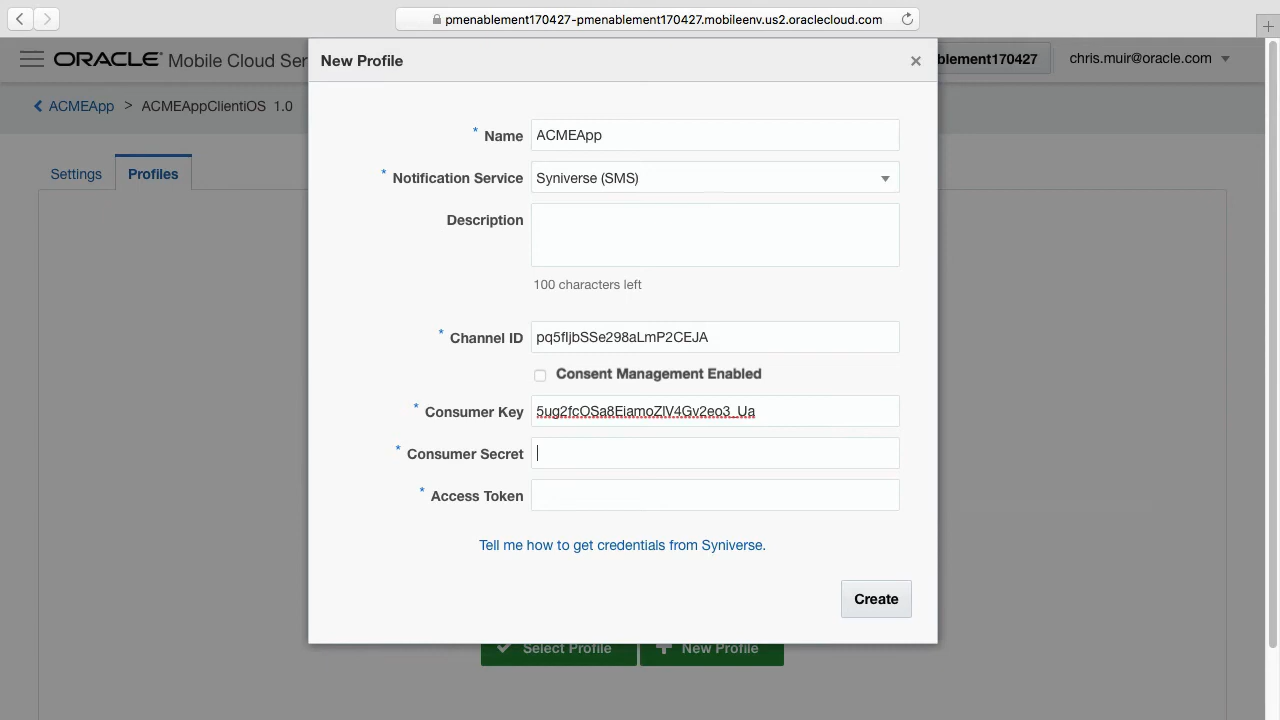 pmenablement170427-pmenablement170427.mobileenv.us2.oraclecloud.com
ORACLE Mobile Cloud Ser
blement170427
chris.muir@oracle.com
ACMEApp > ACMEAppClientiOS 1.0
Settings
Profiles
New Profile
* Name ACMEApp
* Notification Service Syniverse (SMS)
Description
100 characters left
* Channel ID pq5fIjbSSe298aLmP2CEJA
Consent Management Enabled
* Consumer Key 5ug2fcOSa8EiamoZlV4Gv2eo3_Ua
* Consumer Secret
* Access Token
Tell me how to get credentials from Syniverse.
Create
Select Profile
New Profile